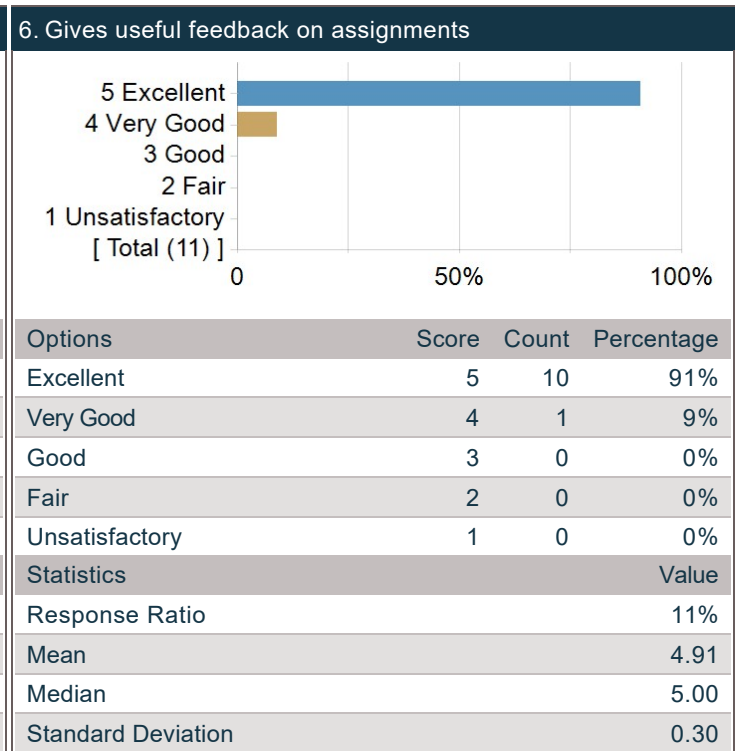 6. Gives useful feedback on assignments
5 Excellent
4 Very Good
3 Good
2 Fair
1 Unsatisfactory
[ Total (11) ]
0 50% 100%
Options Score Count Percentage
Excellent 5 10 91%
Very Good 4 1 9%
Good 3 0 0%
Fair 2 0 0%
Unsatisfactory 1 0 0%
Statistics Value
Response Ratio 11%
Mean 4.91
Median 5.00
Standard Deviation 0.30